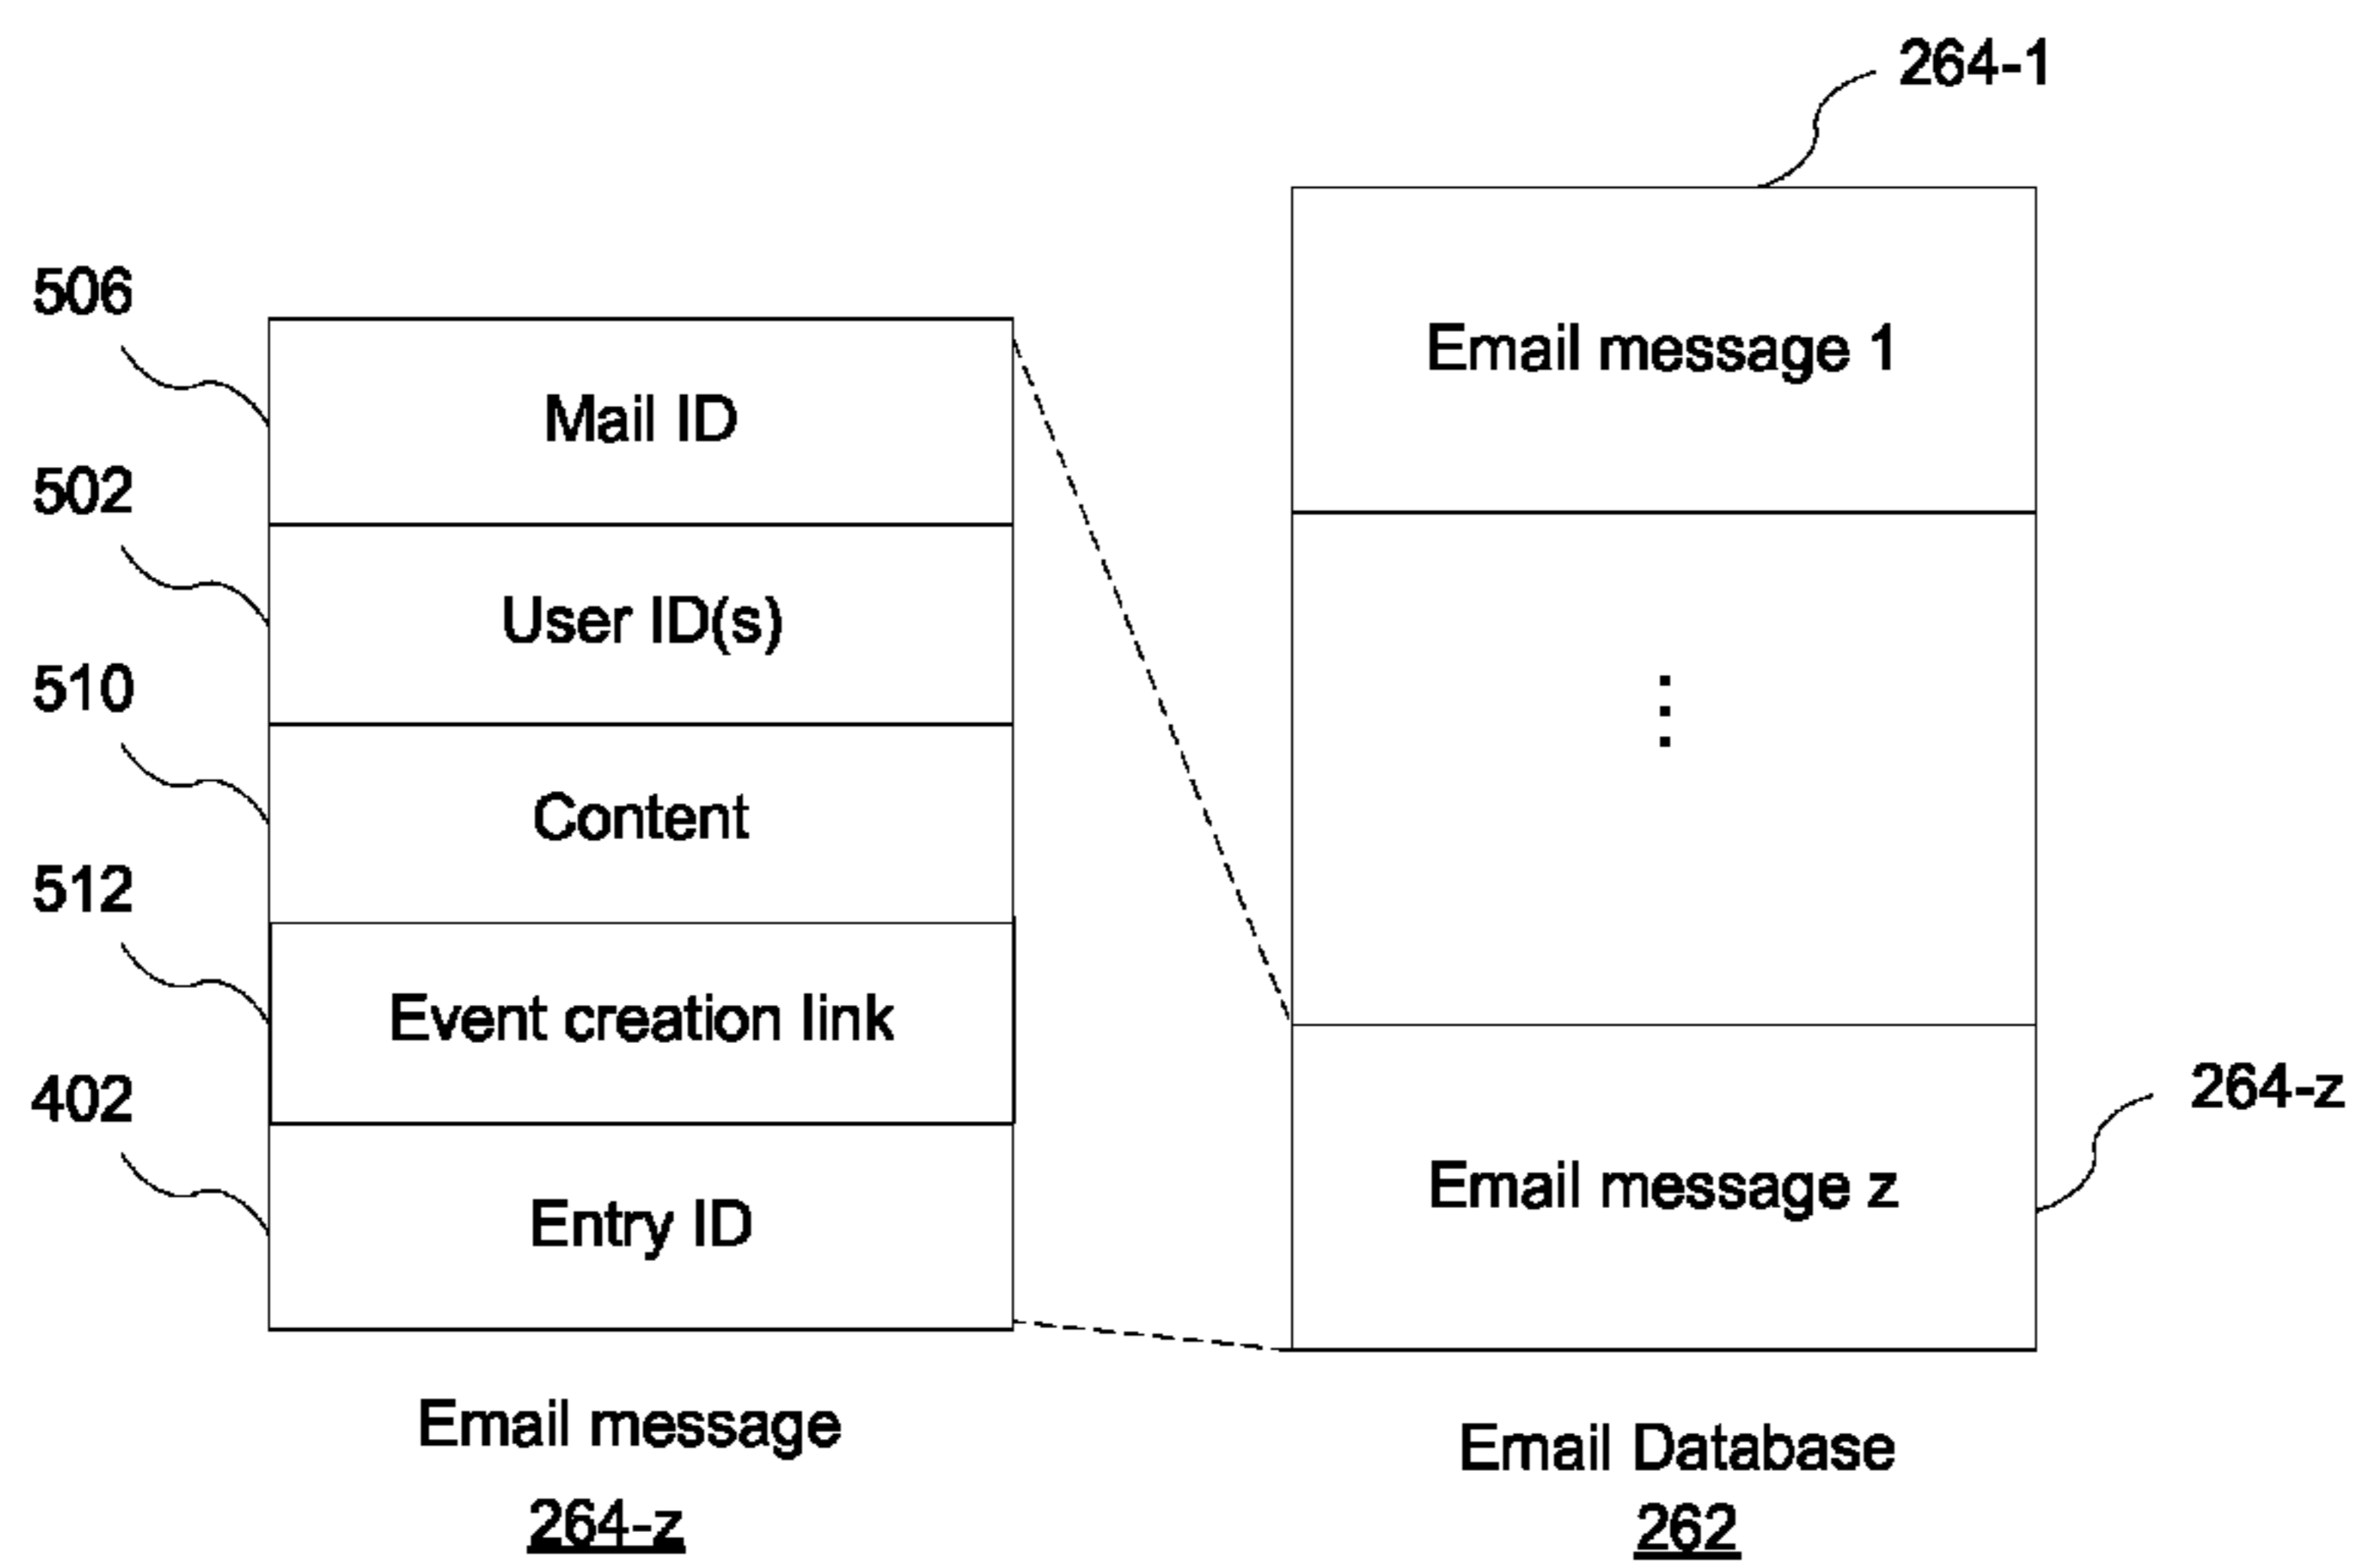 264-1
506
Mail ID
Email message 1
502
User ID(s)
510
Content
512
Event creation link
402
Entry ID
Email message z
264-z
Email message
264-z
Email Database
262